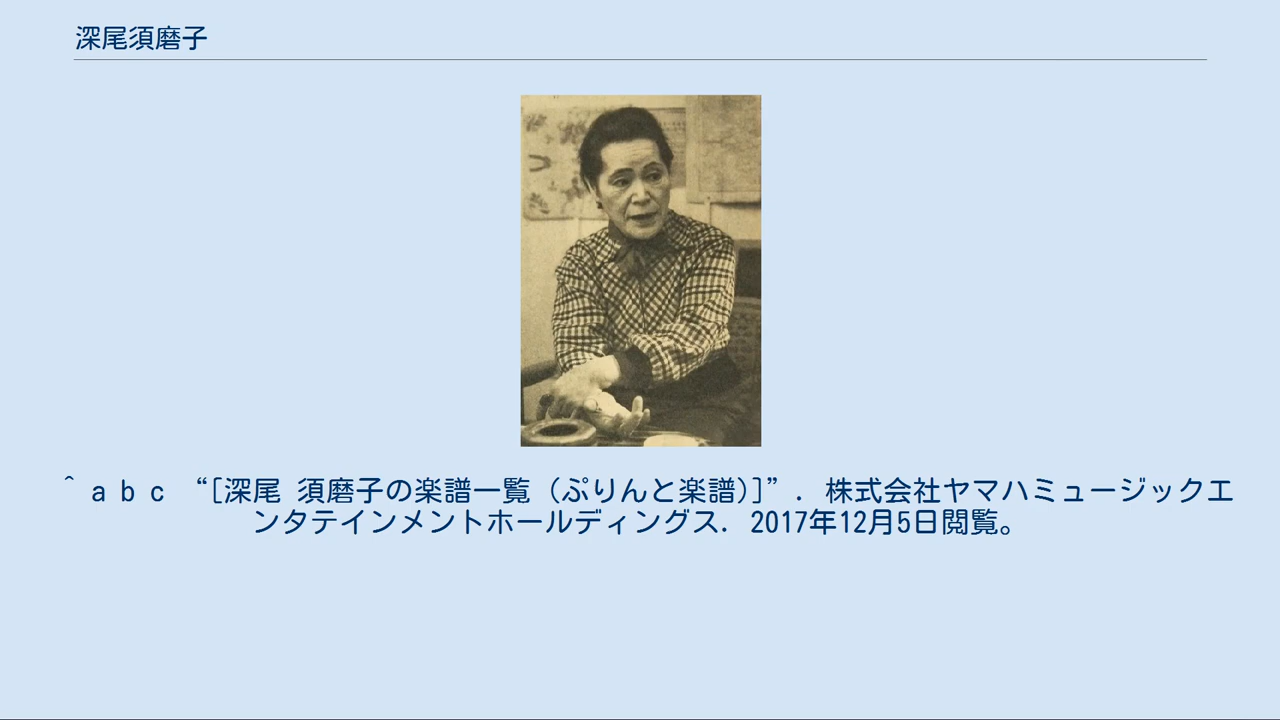 深尾須磨子
^ a b c “[深尾 須磨子の楽譜一覧 (ぷりんと楽譜)]”. 株式会社ヤマハミュージックエ
ンタテインメントホールディングス. 2017年12月5日閲覧。